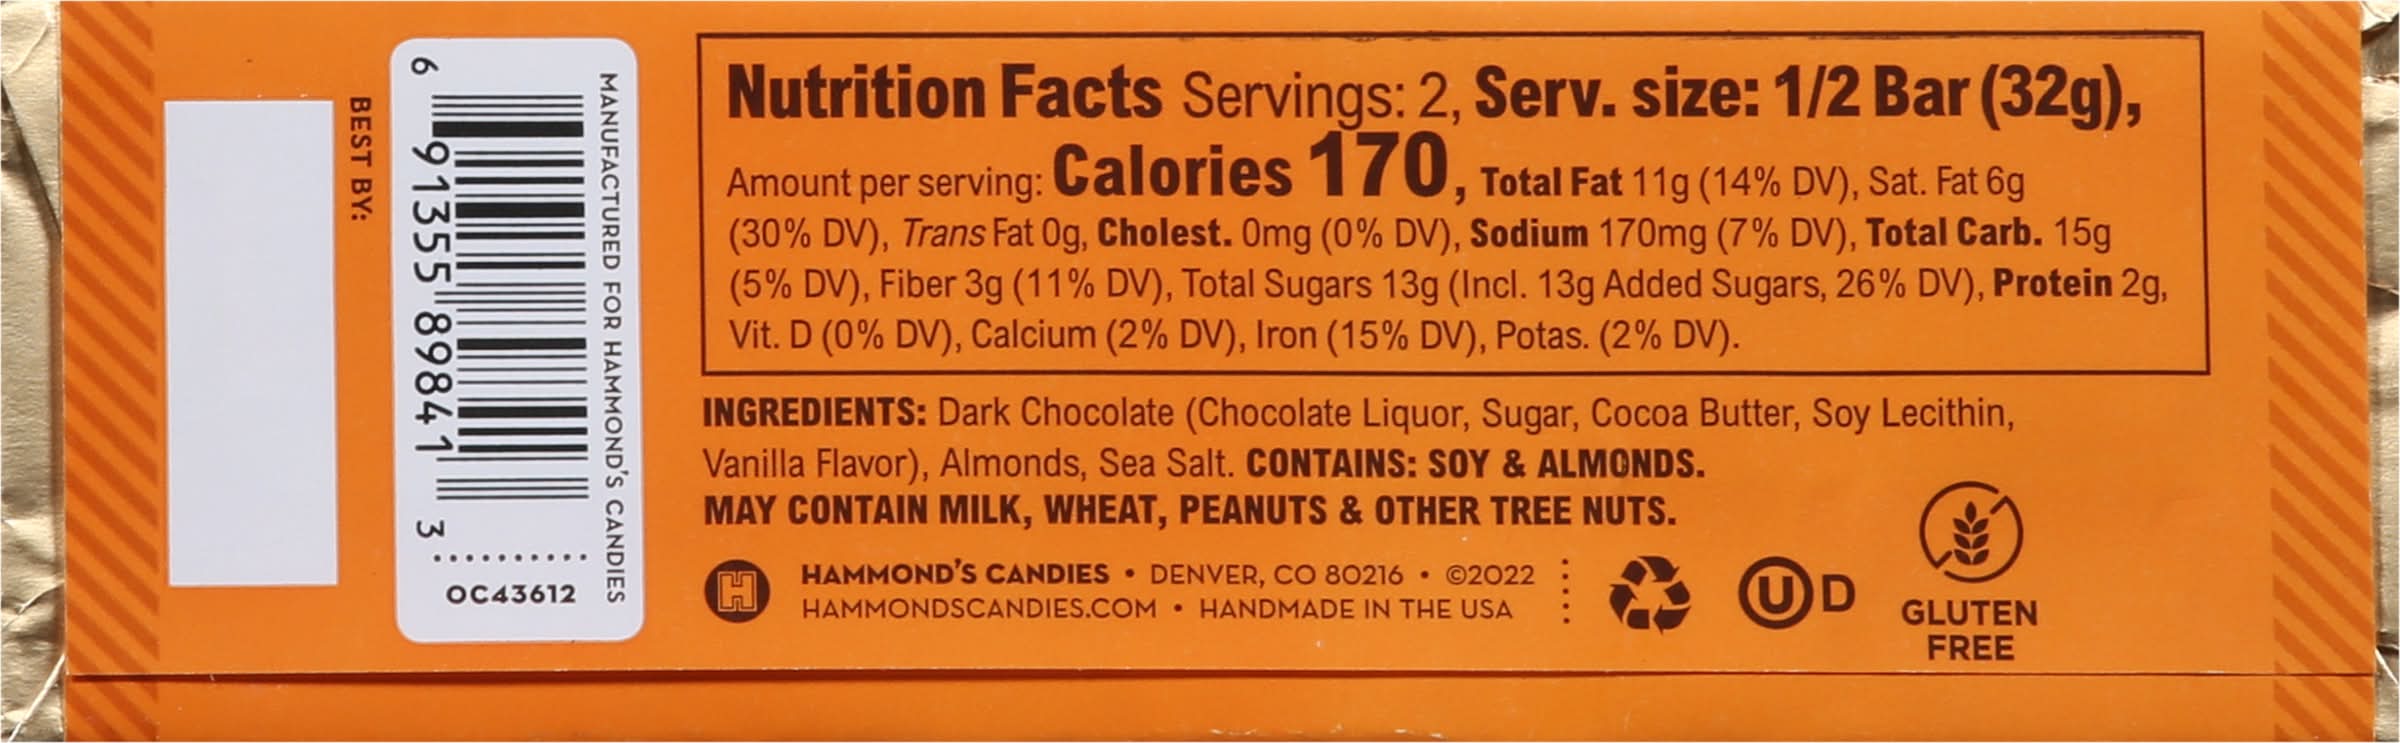 BEST BY:
6 91355 89841 3
MANUFACTURED FOR HAMMOND'S CANDIES
OC43612
Nutrition Facts Servings: 2, Serv. size: 1/2 Bar (32g),
Amount per serving: Calories 170, Total Fat 11g (14% DV), Sat. Fat 6g
(30% DV), Trans Fat 0g, Cholest. 0mg (0% DV), Sodium 170mg (7% DV), Total Carb. 15g
(5% DV), Fiber 3g (11% DV), Total Sugars 13g (Incl. 13g Added Sugars, 26% DV), Protein 2g,
Vit. D (0% DV), Calcium (2% DV), Iron (15% DV), Potas. (2% DV).
INGREDIENTS: Dark Chocolate (Chocolate Liquor, Sugar, Cocoa Butter, Soy Lecithin,
Vanilla Flavor), Almonds, Sea Salt. CONTAINS: SOY & ALMONDS.
MAY CONTAIN MILK, WHEAT, PEANUTS & OTHER TREE NUTS.
H
HAMMOND'S CANDIES • DENVER, CO 80216 • ©2022
HAMMONDSCANDIES.COM • HANDMADE IN THE USA
U D
GLUTEN
FREE